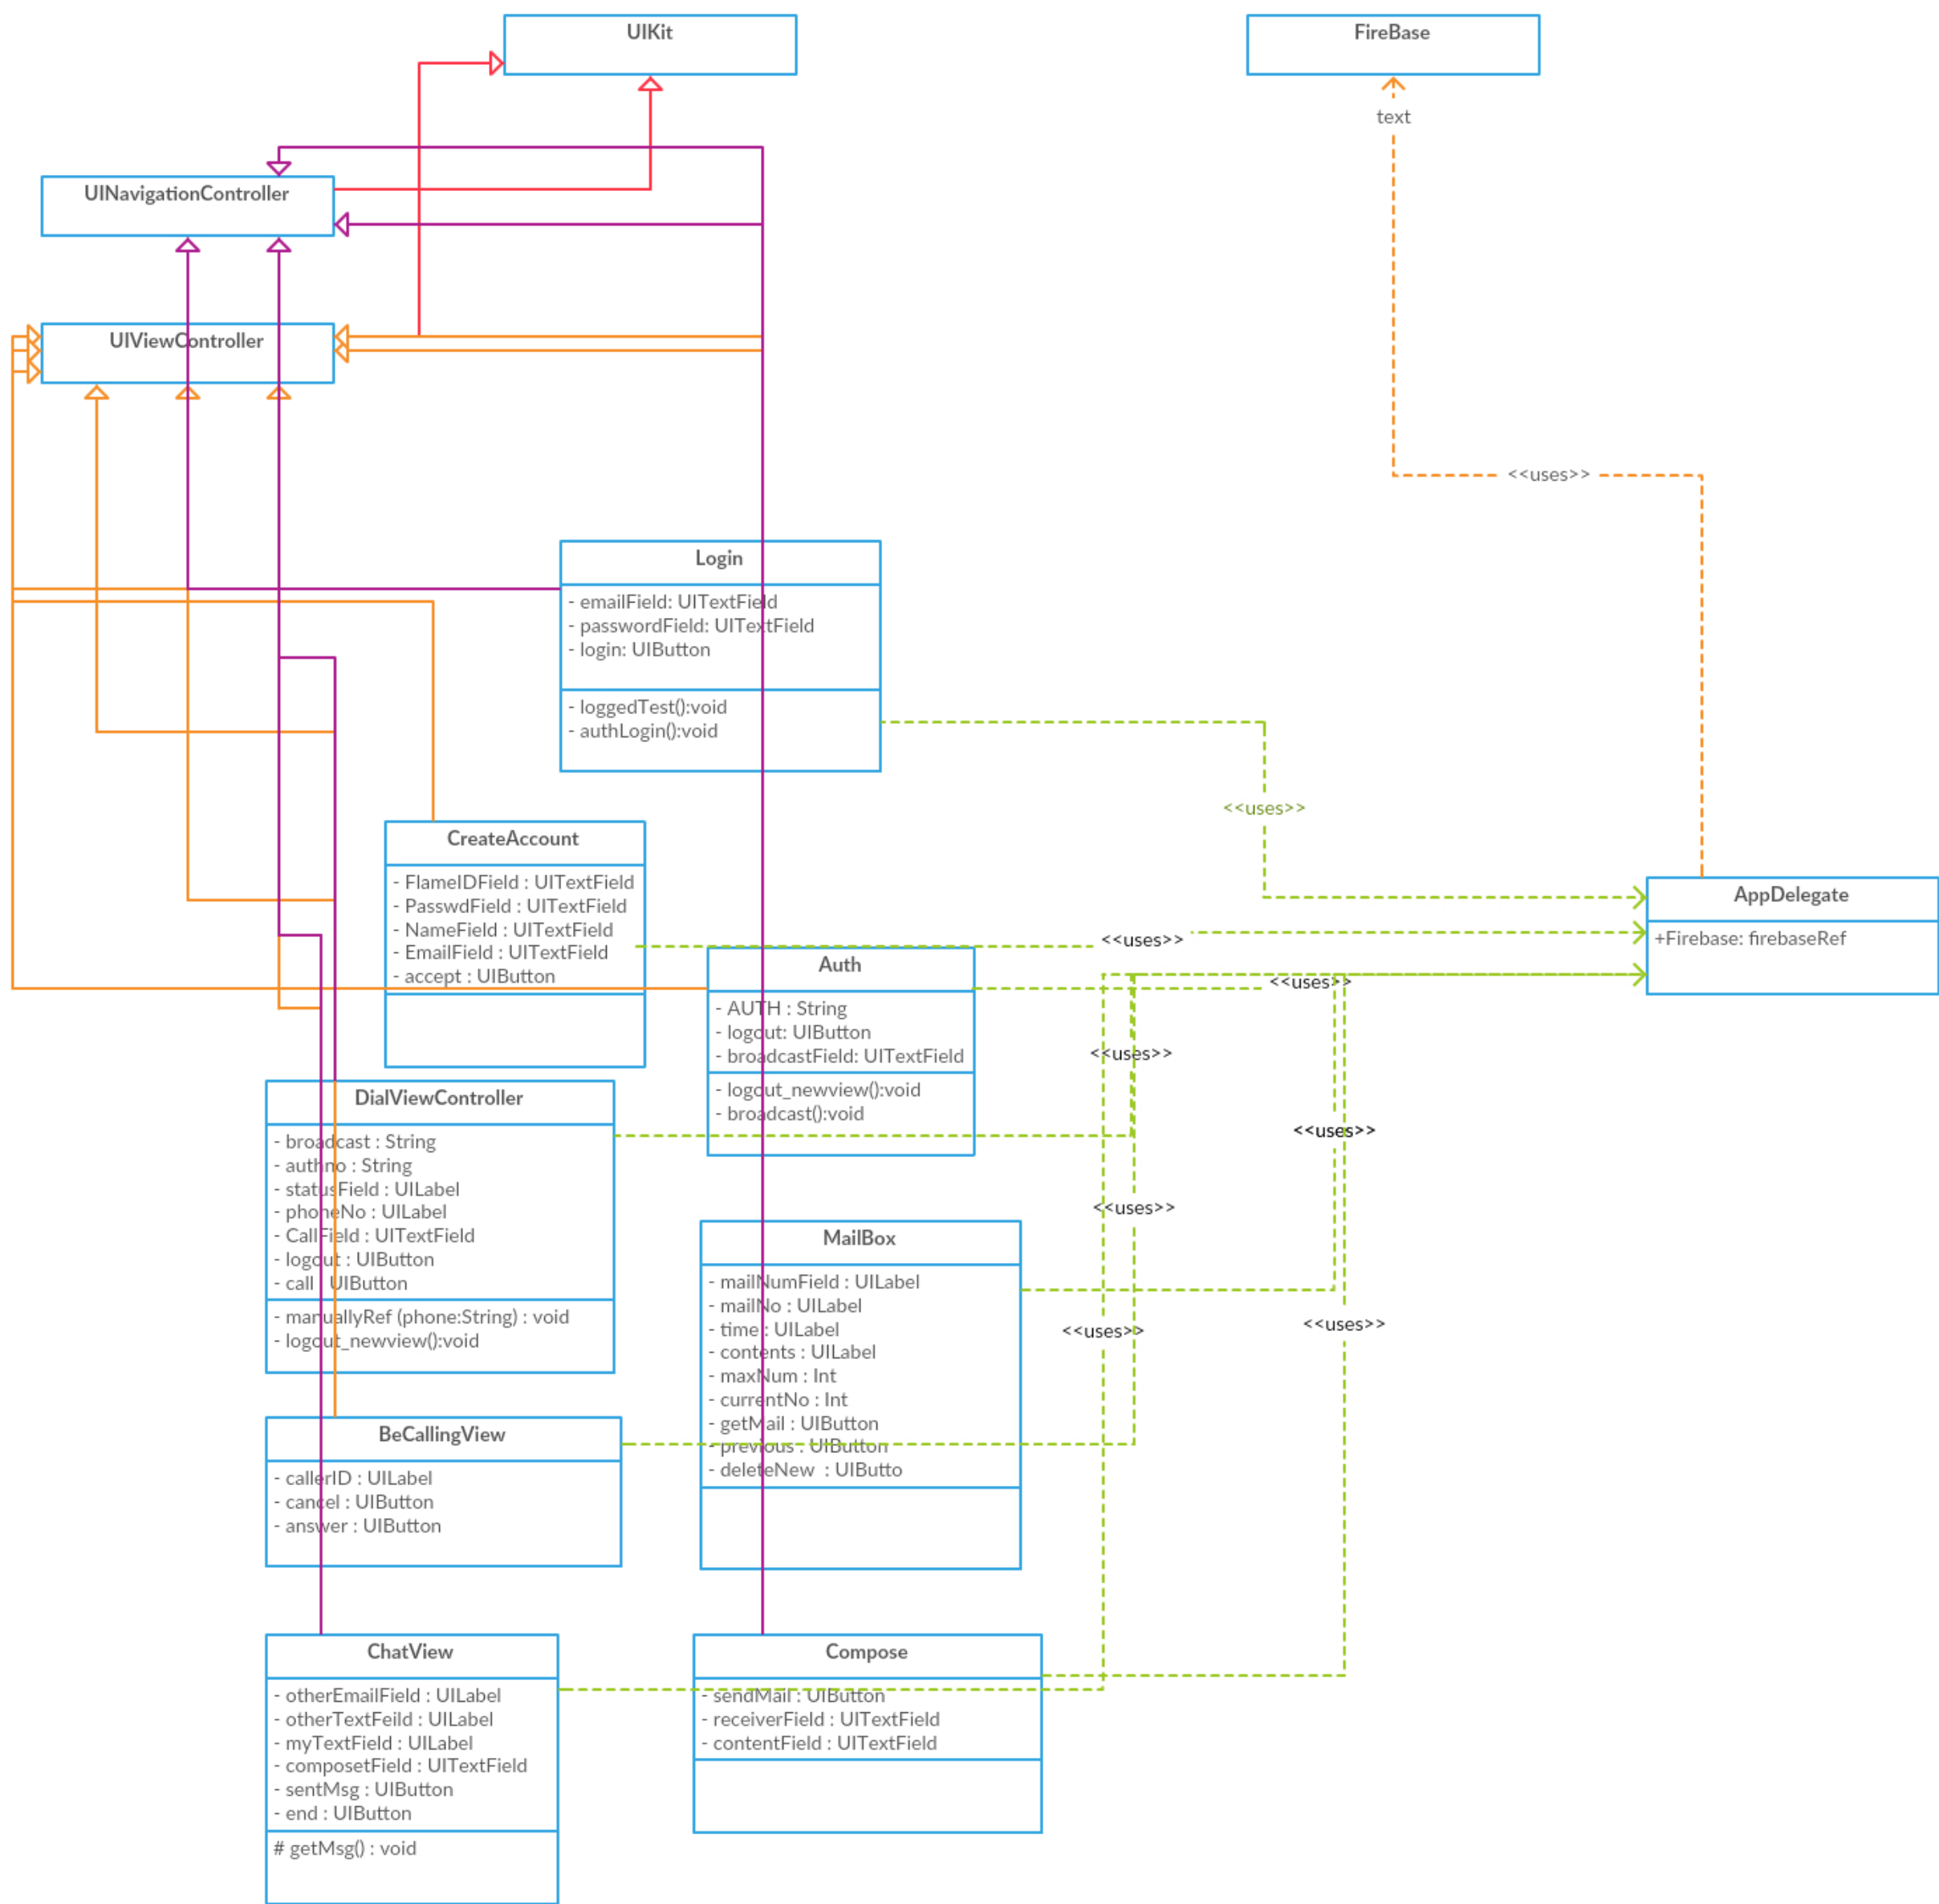 UIKit
FireBase
text
UINavigationController
UIViewController
<<uses>>
Login
- emailField: UITextField
- passwordField: UITextField
- login: UIButton
- loggedTest():void
- authLogin():void
<<uses>>
CreateAccount
- FlameIDField : UITextField
- PasswdField : UITextField
- NameField : UITextField
- EmailField : UITextField
- accept : UIButton
<<uses>>
AppDelegate
+Firebase: firebaseRef
Auth
- AUTH : String
- logout: UIButton
- broadcastField: UITextField
- logout_newview():void
- broadcast():void
<<uses>>
<<uses>>
DialViewController
- broadcast : String
- authno : String
- statusField : UILabel
- phoneNo : UILabel
- CallField : UITextField
- logout : UIButton
- call : UIButton
- manuallyRef (phone:String) : void
- logout_newview():void
<<uses>>
<<uses>>
MailBox
- mailNumField : UILabel
- mailNo : UILabel
- time : UILabel
- contents : UILabel
- maxNum : Int
- currentNo : Int
- getMail : UIButton
- previous : UIButton
- deleteNew  : UIButto
<<uses>>
<<uses>>
BeCallingView
- callerID : UILabel
- cancel : UIButton
- answer : UIButton
ChatView
- otherEmailField : UILabel
- otherTextFeild : UILabel
- myTextField : UILabel
- composetField : UITextField
- sentMsg : UIButton
- end : UIButton
# getMsg() : void
Compose
- sendMail : UIButton
- receiverField : UITextField
- contentField : UITextField